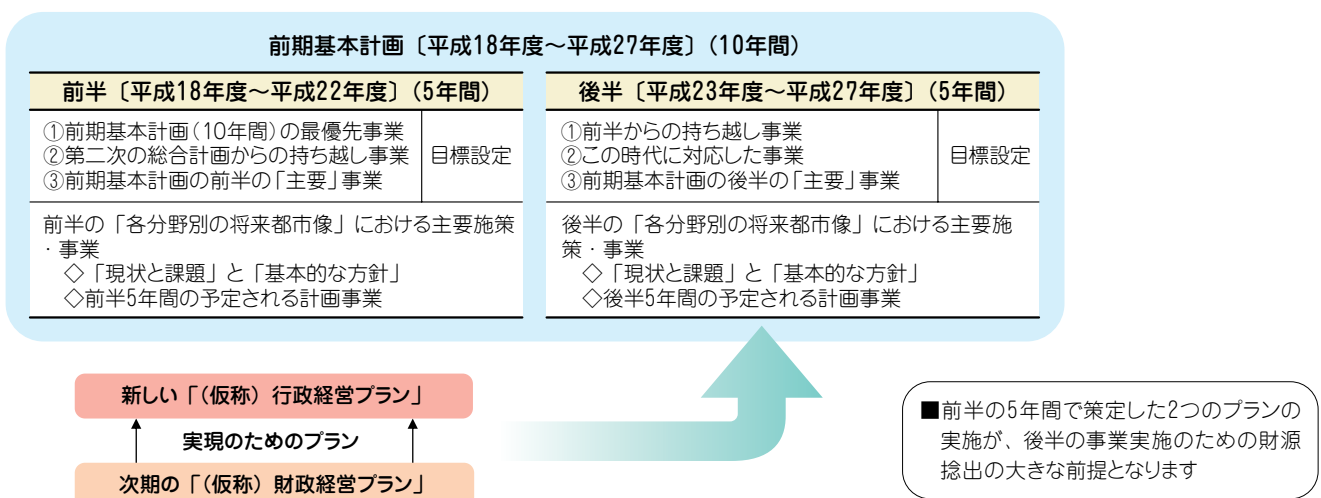 前期基本計画〔平成18年度～平成27年度〕(10年間)
前半〔平成18年度～平成22年度〕(5年間)
①前期基本計画(10年間)の最優先事業
②第二次の総合計画からの持ち越し事業
③前期基本計画の前半の「主要」事業
目標設定
前半の「各分野別の将来都市像」における主要施策
・事業
◇「現状と課題」と「基本的な方針」
◇前半5年間の予定される計画事業
後半〔平成23年度～平成27年度〕(5年間)
①前半からの持ち越し事業
②この時代に対応した事業
③前期基本計画の後半の「主要」事業
目標設定
後半の「各分野別の将来都市像」における主要施
策・事業
◇「現状と課題」と「基本的な方針」
◇後半5年間の予定される計画事業
新しい「(仮称) 行政経営プラン」
実現のためのプラン
次期の「(仮称) 財政経営プラン」
■前半の5年間で策定した2つのプランの
実施が、後半の事業実施のための財源
捻出の大きな前提となります